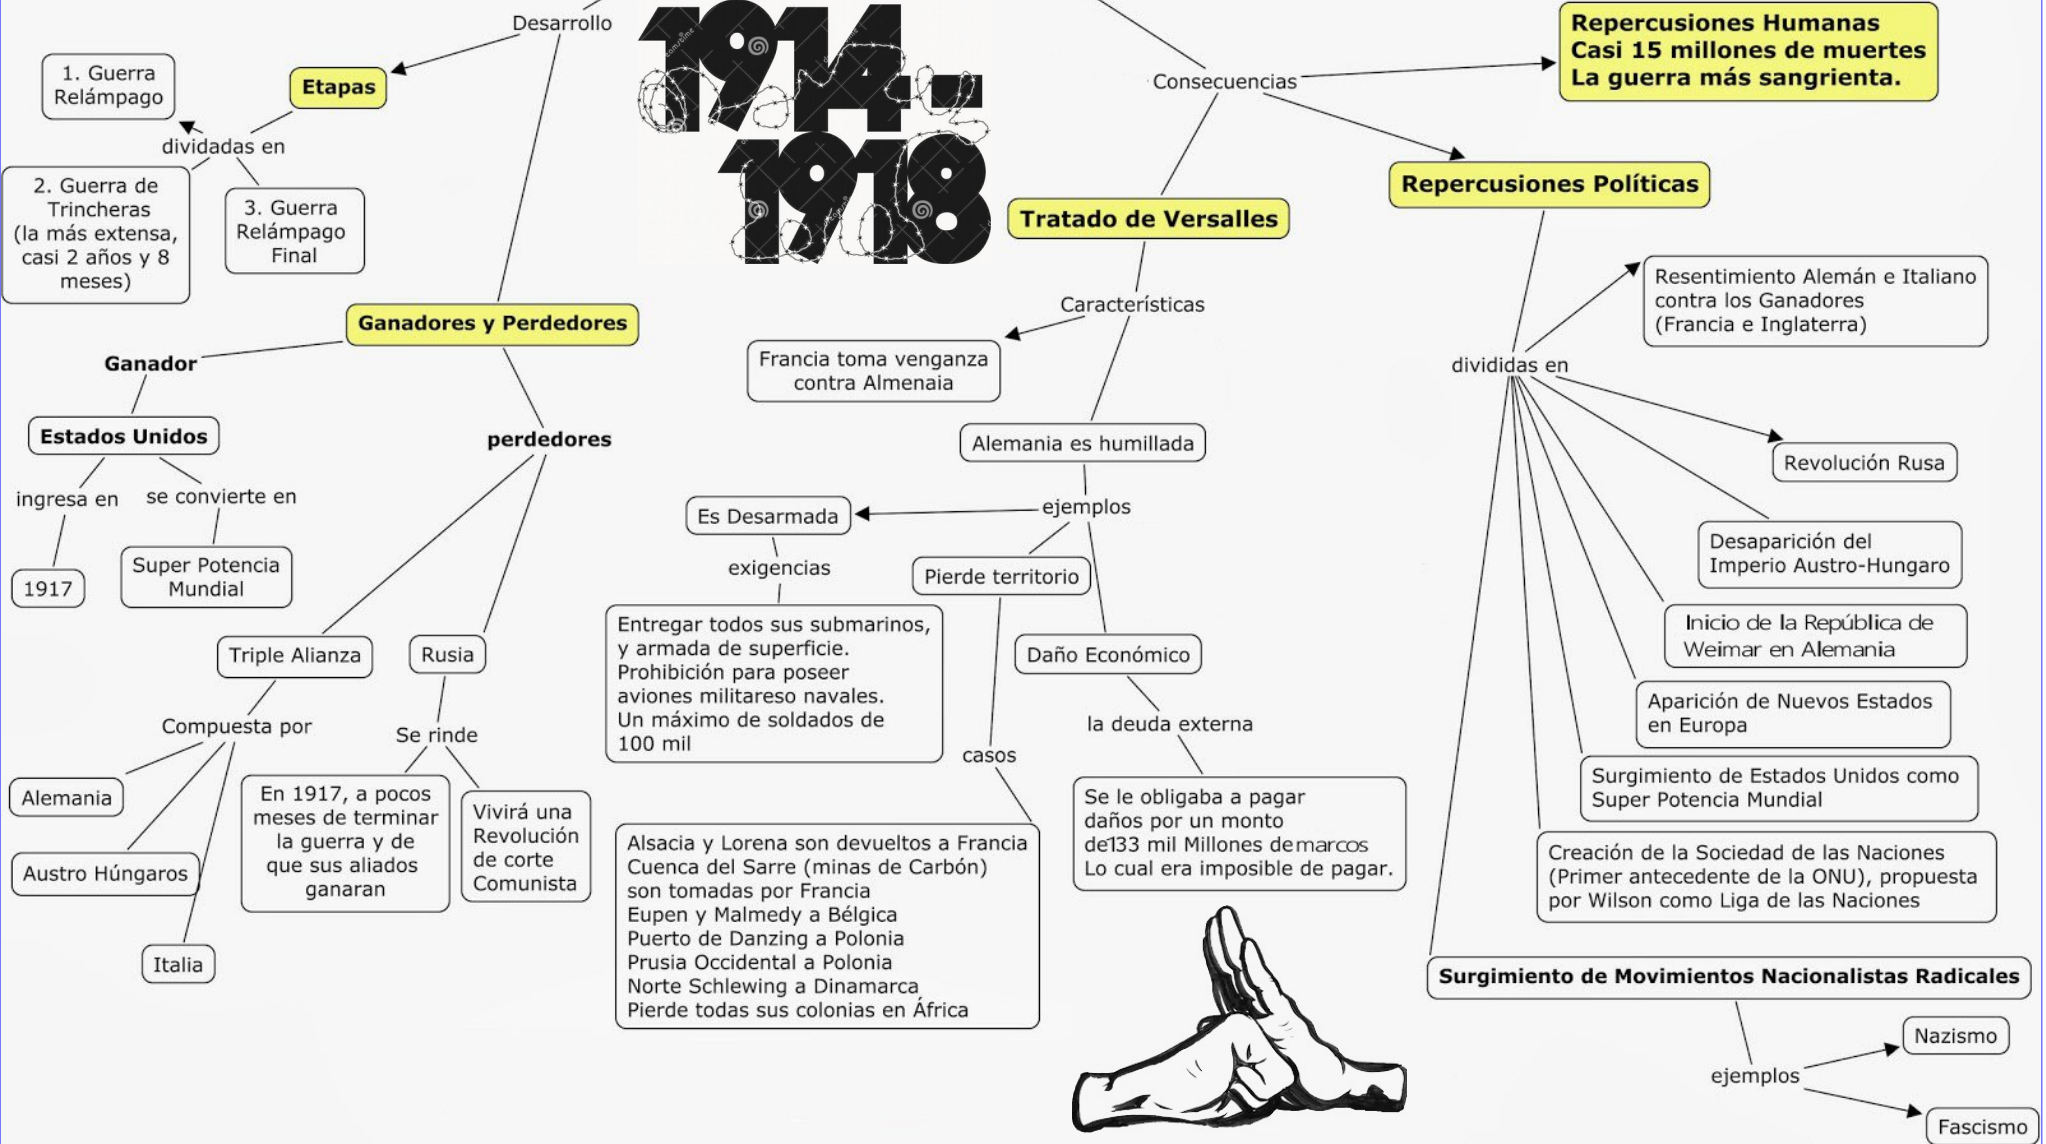 Desarrollo
1914-
1918
Etapas
dividadas en
1. Guerra
Relámpago
2. Guerra de
Trincheras
(la más extensa,
casi 2 años y 8
meses)
3. Guerra
Relámpago
Final
Ganadores y Perdedores
Ganador
Estados Unidos
ingresa en
1917
se convierte en
Super Potencia
Mundial
perdedores
Triple Alianza
Compuesta por
Alemania
Austro Húngaros
Italia
Rusia
Se rinde
En 1917, a pocos
meses de terminar
la guerra y de
que sus aliados
ganaran
Vivirá una
Revolución
de corte
Comunista
Consecuencias
Tratado de Versalles
Características
Francia toma venganza
contra Almenaia
Alemania es humillada
ejemplos
Es Desarmada
exigencias
Entregar todos sus submarinos,
y armada de superficie.
Prohibición para poseer
aviones militareso navales.
Un máximo de soldados de
100 mil
Pierde territorio
casos
Alsacia y Lorena son devueltos a Francia
Cuenca del Sarre (minas de Carbón)
son tomadas por Francia
Eupen y Malmedy a Bélgica
Puerto de Danzing a Polonia
Prusia Occidental a Polonia
Norte Schlewing a Dinamarca
Pierde todas sus colonias en África
Daño Económico
la deuda externa
Se le obligaba a pagar
daños por un monto
de133 mil Millones de marcos
Lo cual era imposible de pagar.
Repercusiones Humanas
Casi 15 millones de muertes
La guerra más sangrienta.
Repercusiones Políticas
divididas en
Resentimiento Alemán e Italiano
contra los Ganadores
(Francia e Inglaterra)
Revolución Rusa
Desaparición del
Imperio Austro-Hungaro
Inicio de la República de
Weimar en Alemania
Aparición de Nuevos Estados
en Europa
Surgimiento de Estados Unidos como
Super Potencia Mundial
Creación de la Sociedad de las Naciones
(Primer antecedente de la ONU), propuesta
por Wilson como Liga de las Naciones
Surgimiento de Movimientos Nacionalistas Radicales
ejemplos
Nazismo
Fascismo